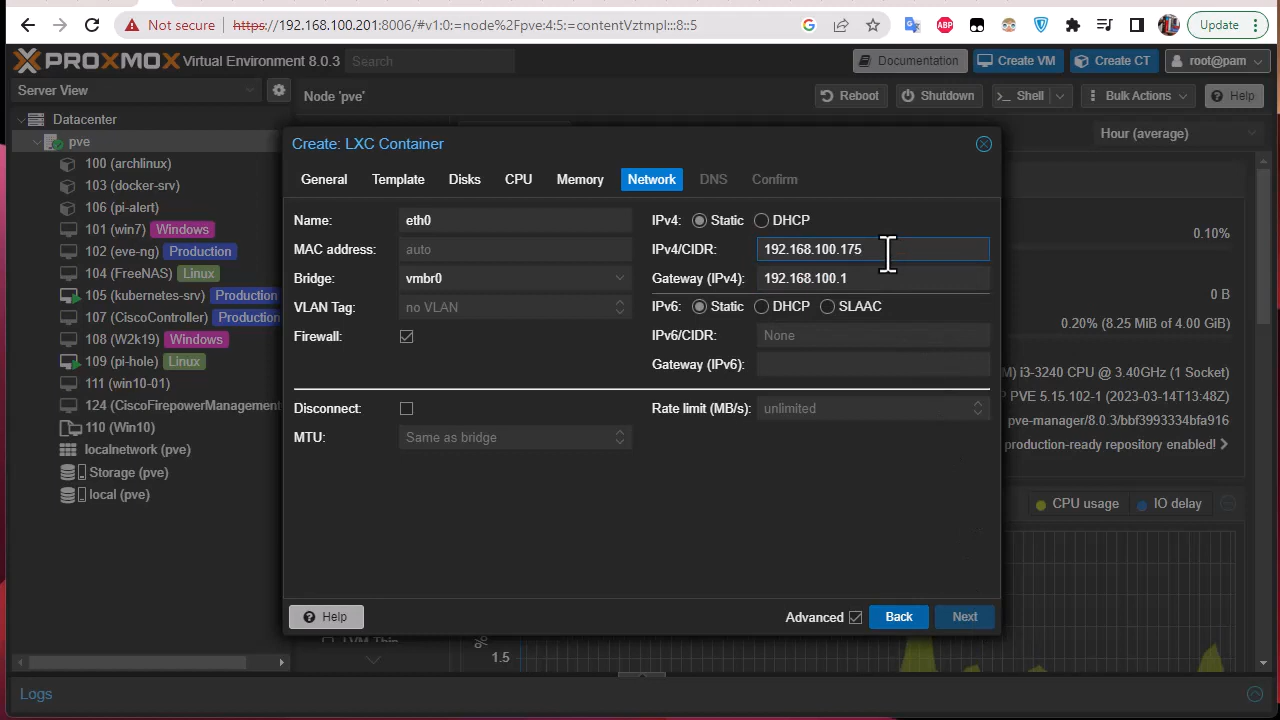 Not secure https://192.168.100.201:8006/#v1:0:=node%2Fpve:4:5:=contentVztmpl:::8::5 Update
PROXMOX Virtual Environment 8.0.3 Search Documentation Create VM Create CT root@pam
Server View
Node 'pve' Reboot Shutdown >_ Shell Bulk Actions Help
Datacenter
pve
100 (archlinux)
103 (docker-srv)
106 (pi-alert)
101 (win7) Windows
102 (eve-ng) Production
104 (FreeNAS) Linux
105 (kubernetes-srv) Production
107 (CiscoController) Production
108 (W2k19) Windows
109 (pi-hole) Linux
111 (win10-01)
124 (CiscoFirepowerManagement
110 (Win10)
localnetwork (pve)
Storage (pve)
local (pve)
Create: LXC Container
General Template Disks CPU Memory Network DNS Confirm
Name: eth0
MAC address: auto
Bridge: vmbr0
VLAN Tag: no VLAN
Firewall:
IPv4: Static DHCP
IPv4/CIDR: 192.168.100.175
Gateway (IPv4): 192.168.100.1
IPv6: Static DHCP SLAAC
IPv6/CIDR: None
Gateway (IPv6):
Disconnect:
MTU: Same as bridge
Rate limit (MB/s): unlimited
Help Advanced Back Next
Hour (average)
0.10%
0 B
0.20% (8.25 MiB of 4.00 GiB)
M) i3-3240 CPU @ 3.40GHz (1 Socket)
PVE 5.15.102-1 (2023-03-14T13:48Z)
pve-manager/8.0.3/bbf3993334bfa916
production-ready repository enabled!
CPU usage IO delay
1.5
%
Logs